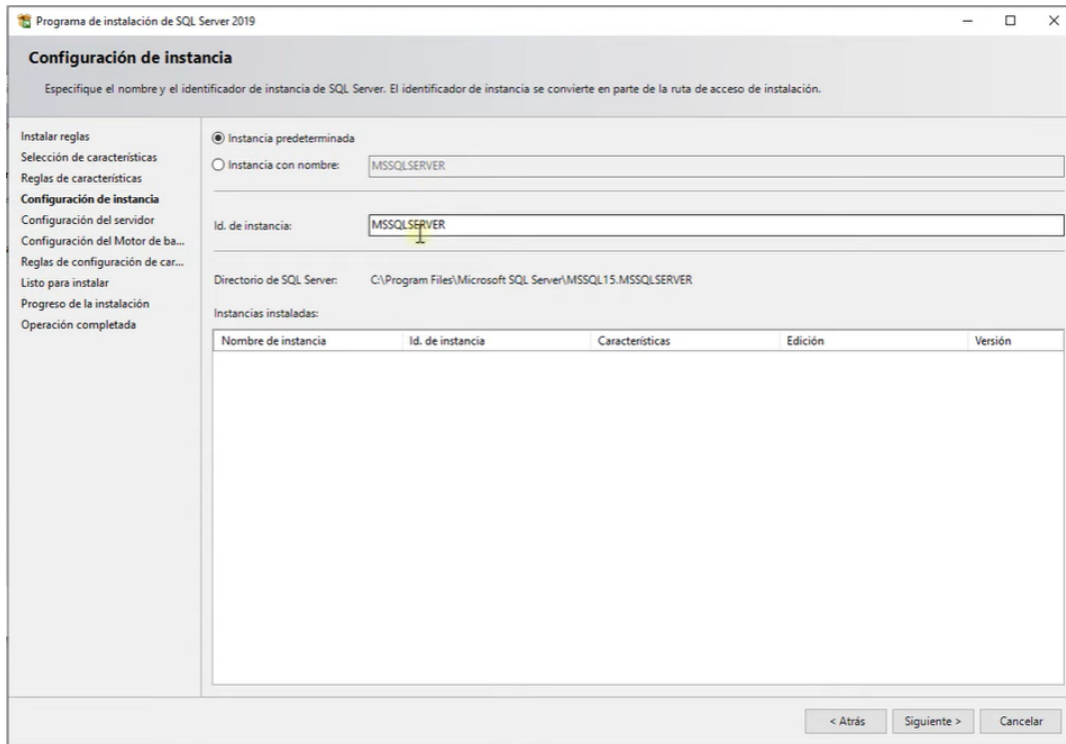 Programa de instalación de SQL Server 2019
Configuración de instancia
Especifique el nombre y el identificador de instancia de SQL Server. El identificador de instancia se convierte en parte de la ruta de acceso de instalación.
Instalar reglas
Selección de características
Reglas de características
Configuración de instancia
Configuración del servidor
Configuración del Motor de ba...
Reglas de configuración de car...
Listo para instalar
Progreso de la instalación
Operación completada
Instancia predeterminada
Instancia con nombre: MSSQLSERVER
Id. de instancia: MSSQLSERVER
Directorio de SQL Server: C:\Program Files\Microsoft SQL Server\MSSQL15.MSSQLSERVER
Instancias instaladas:
Nombre de instancia Id. de instancia Características Edición Versión
< Atrás Siguiente > Cancelar